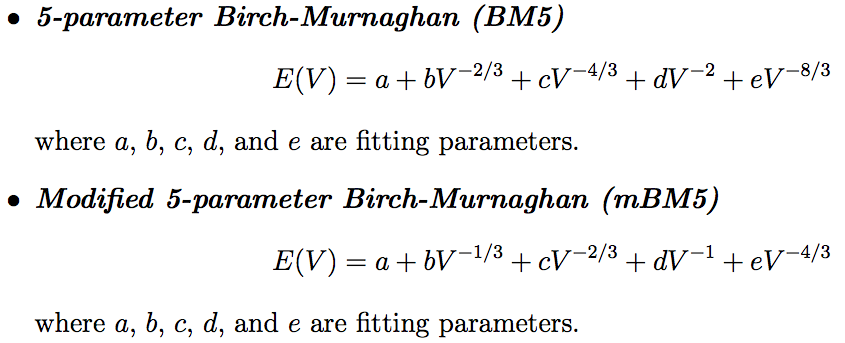 • 5-parameter Birch-Murnaghan (BM5)
E(V) = a + bV^{-2/3} + cV^{-4/3} + dV^{-2} + eV^{-8/3}
where a, b, c, d, and e are fitting parameters.
• Modified 5-parameter Birch-Murnaghan (mBM5)
E(V) = a + bV^{-1/3} + cV^{-2/3} + dV^{-1} + eV^{-4/3}
where a, b, c, d, and e are fitting parameters.